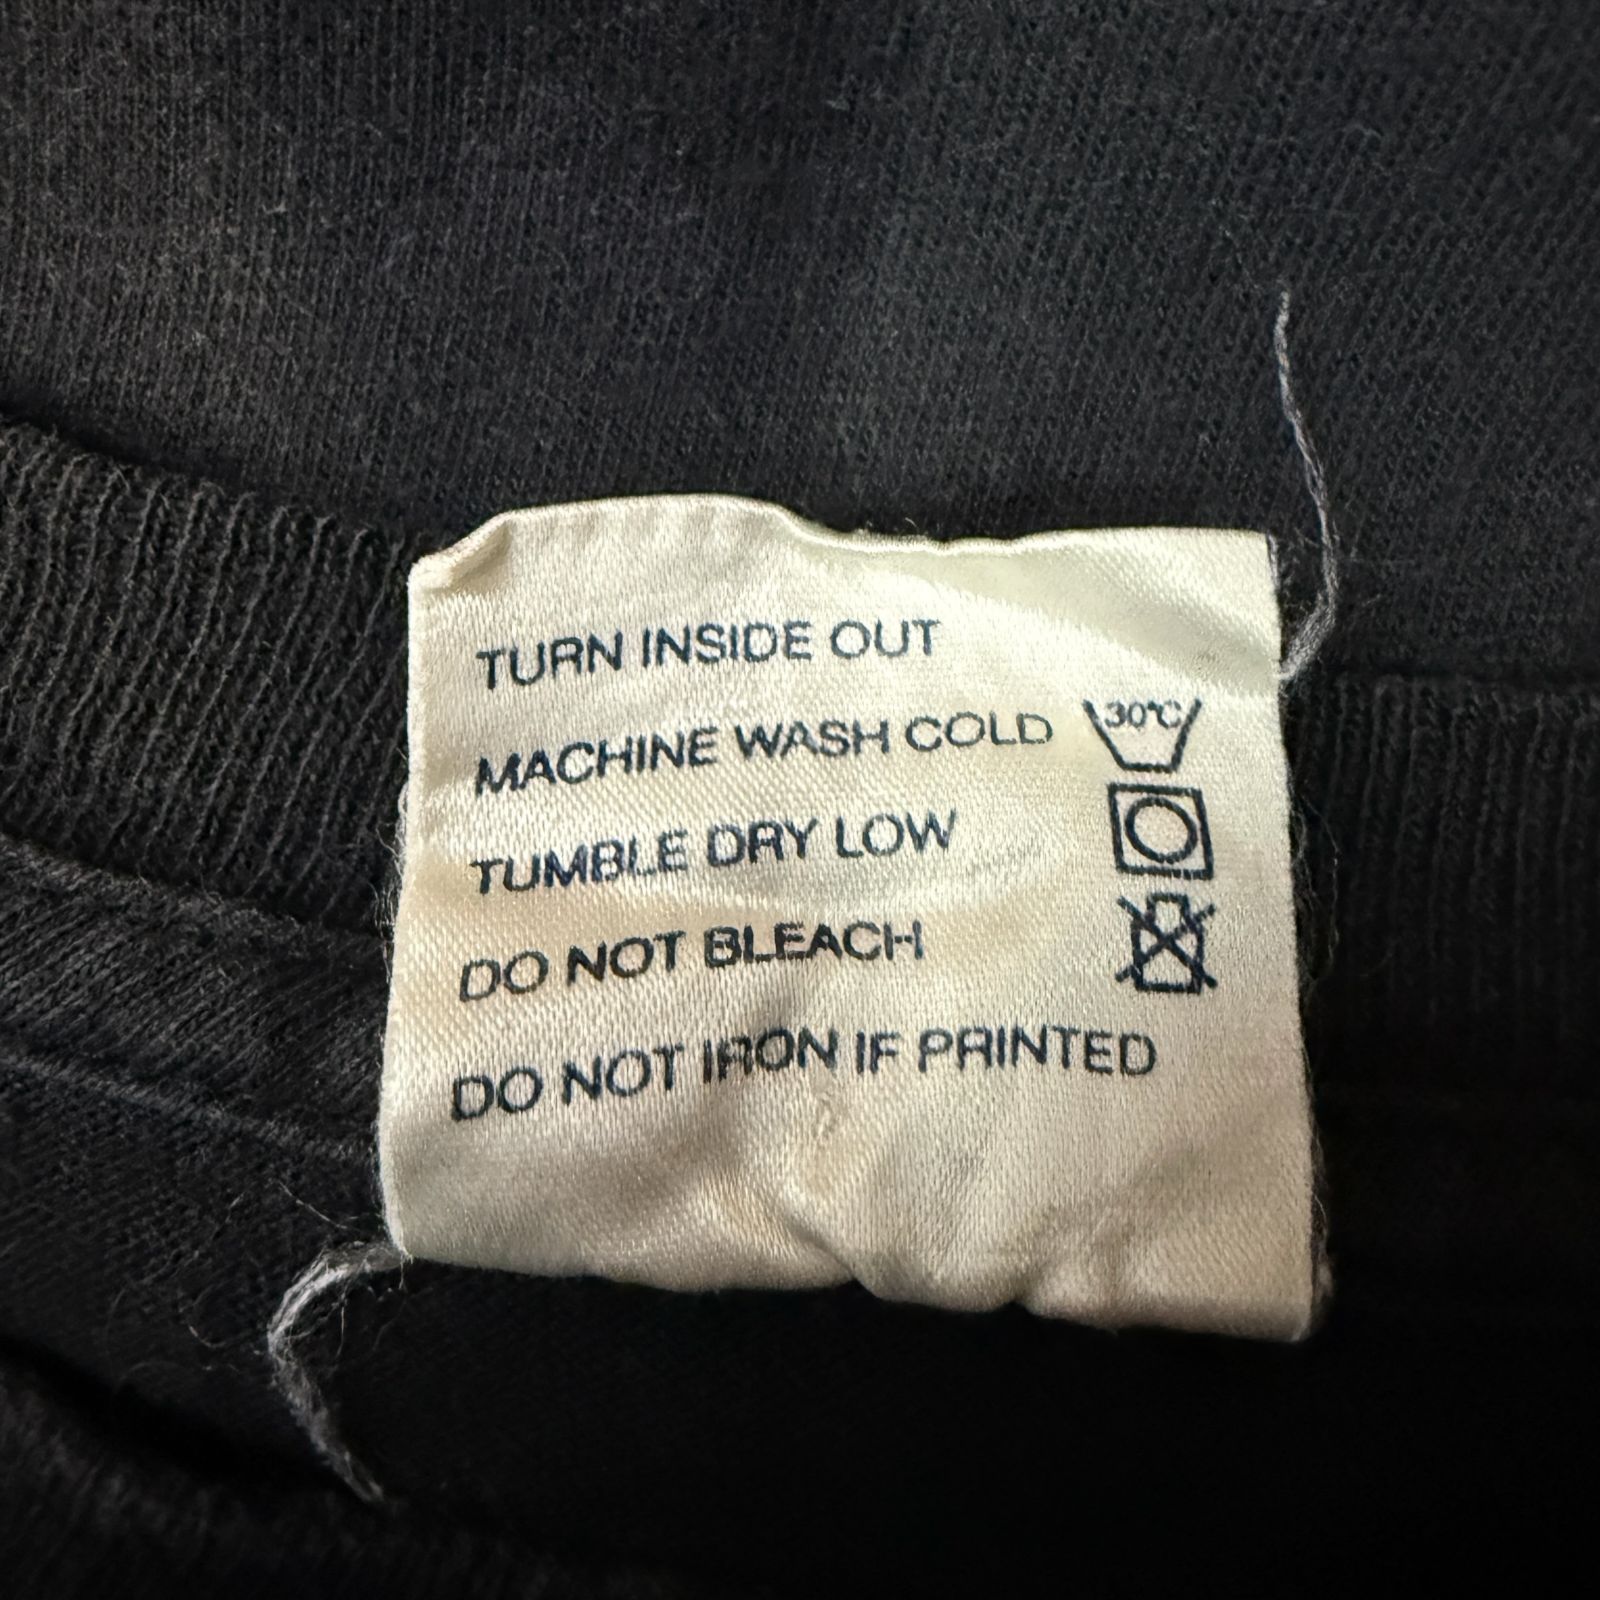 TURN INSIDE OUT
MACHINE WASH COLD 30°C
TUMBLE DRY LOW
DO NOT BLEACH
DO NOT IRON IF PRINTED